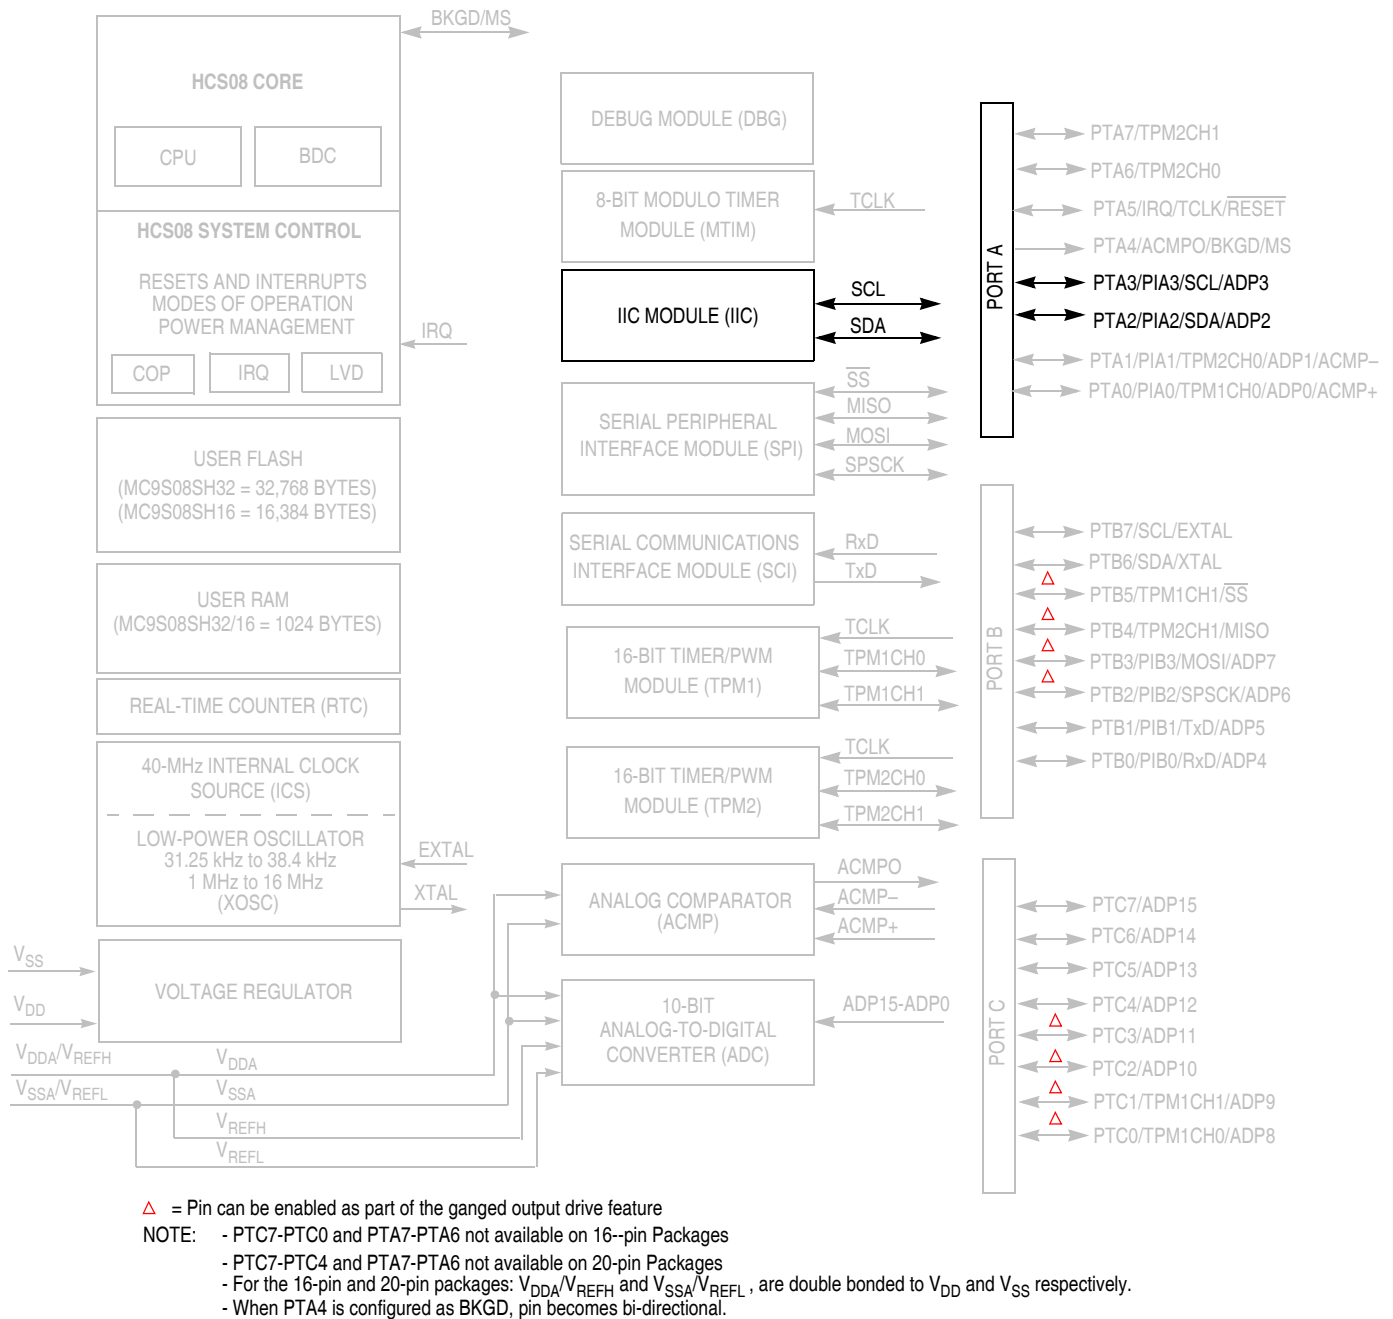 BKGD/MS
HCS08 CORE
CPU
BDC
HCS08 SYSTEM CONTROL
RESETS AND INTERRUPTS
MODES OF OPERATION
POWER MANAGEMENT
COP
IRQ
LVD
IRQ
USER FLASH
(MC9S08SH32 = 32,768 BYTES)
(MC9S08SH16 = 16,384 BYTES)
USER RAM
(MC9S08SH32/16 = 1024 BYTES)
REAL-TIME COUNTER (RTC)
40-MHz INTERNAL CLOCK
SOURCE (ICS)
LOW-POWER OSCILLATOR
31.25 kHz to 38.4 kHz
1 MHz to 16 MHz
(XOSC)
EXTAL
XTAL
VSS
VDD
VOLTAGE REGULATOR
VDDA/VREFH
VSSA/VREFL
VDDA
VSSA
VREFH
VREFL
DEBUG MODULE (DBG)
8-BIT MODULO TIMER
MODULE (MTIM)
TCLK
IIC MODULE (IIC)
SCL
SDA
SERIAL PERIPHERAL
INTERFACE MODULE (SPI)
SS
MISO
MOSI
SPSCK
SERIAL COMMUNICATIONS
INTERFACE MODULE (SCI)
RxD
TxD
16-BIT TIMER/PWM
MODULE (TPM1)
TCLK
TPM1CH0
TPM1CH1
16-BIT TIMER/PWM
MODULE (TPM2)
TCLK
TPM2CH0
TPM2CH1
ANALOG COMPARATOR
(ACMP)
ACMPO
ACMP–
ACMP+
10-BIT
ANALOG-TO-DIGITAL
CONVERTER (ADC)
ADP15-ADP0
PORT A
PTA7/TPM2CH1
PTA6/TPM2CH0
PTA5/IRQ/TCLK/RESET
PTA4/ACMPO/BKGD/MS
PTA3/PIA3/SCL/ADP3
PTA2/PIA2/SDA/ADP2
PTA1/PIA1/TPM2CH0/ADP1/ACMP–
PTA0/PIA0/TPM1CH0/ADP0/ACMP+
PORT B
PTB7/SCL/EXTAL
PTB6/SDA/XTAL
PTB5/TPM1CH1/SS
PTB4/TPM2CH1/MISO
PTB3/PIB3/MOSI/ADP7
PTB2/PIB2/SPSCK/ADP6
PTB1/PIB1/TxD/ADP5
PTB0/PIB0/RxD/ADP4
PORT C
PTC7/ADP15
PTC6/ADP14
PTC5/ADP13
PTC4/ADP12
PTC3/ADP11
PTC2/ADP10
PTC1/TPM1CH1/ADP9
PTC0/TPM1CH0/ADP8
Δ = Pin can be enabled as part of the ganged output drive feature
NOTE: - PTC7-PTC0 and PTA7-PTA6 not available on 16--pin Packages
- PTC7-PTC4 and PTA7-PTA6 not available on 20-pin Packages
- For the 16-pin and 20-pin packages: VDDA/VREFH and VSSA/VREFL , are double bonded to VDD and VSS respectively.
- When PTA4 is configured as BKGD, pin becomes bi-directional.